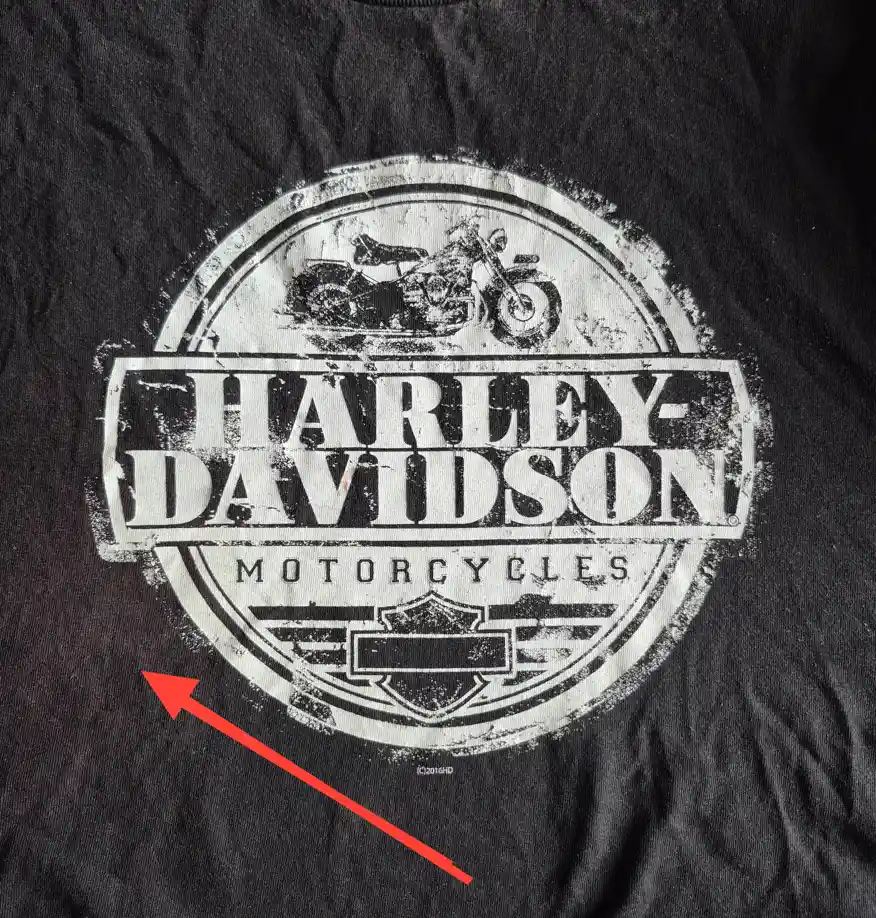 HARLEY-
DAVIDSON®
MOTORCYCLES
(C)2016HD